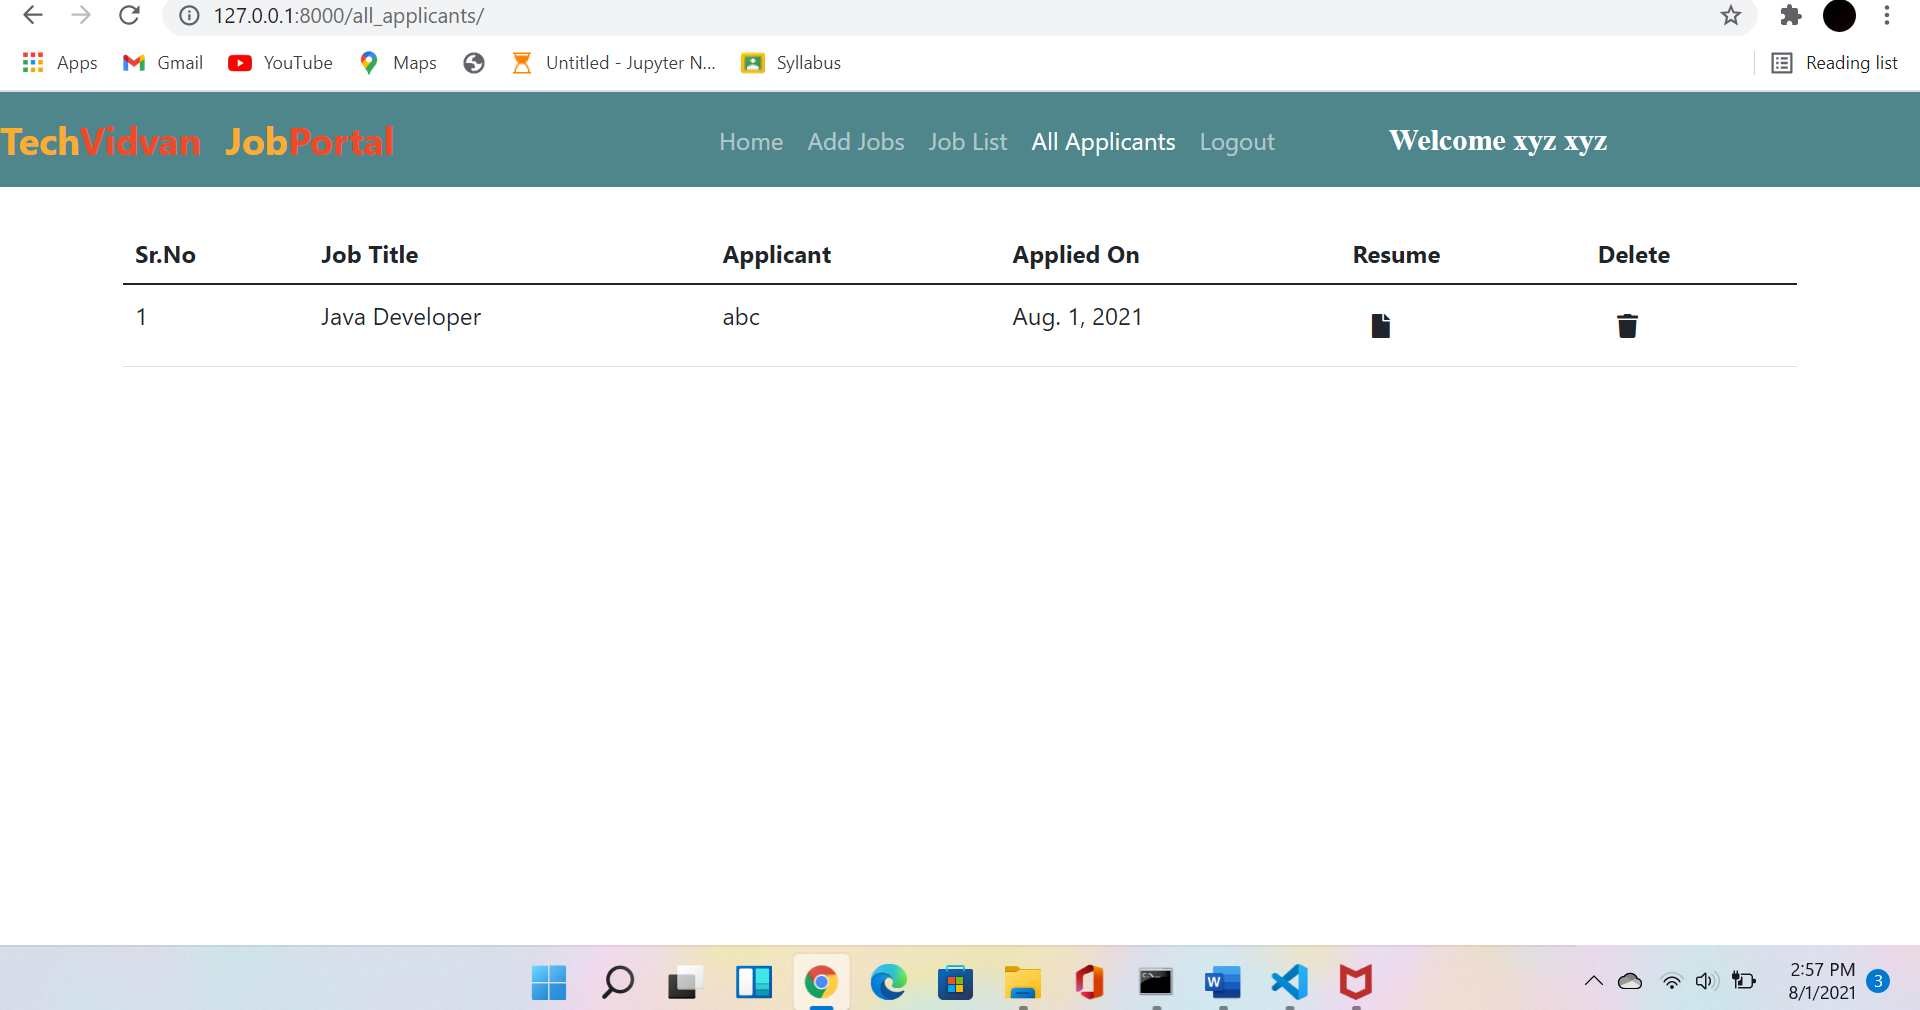 127.0.0.1:8000/all_applicants/
Apps Gmail YouTube Maps Untitled - Jupyter N... Syllabus Reading list
TechVidvan JobPortal Home Add Jobs Job List All Applicants Logout Welcome xyz xyz
Sr.No Job Title Applicant Applied On Resume Delete
1 Java Developer abc Aug. 1, 2021
2:57 PM
8/1/2021 3